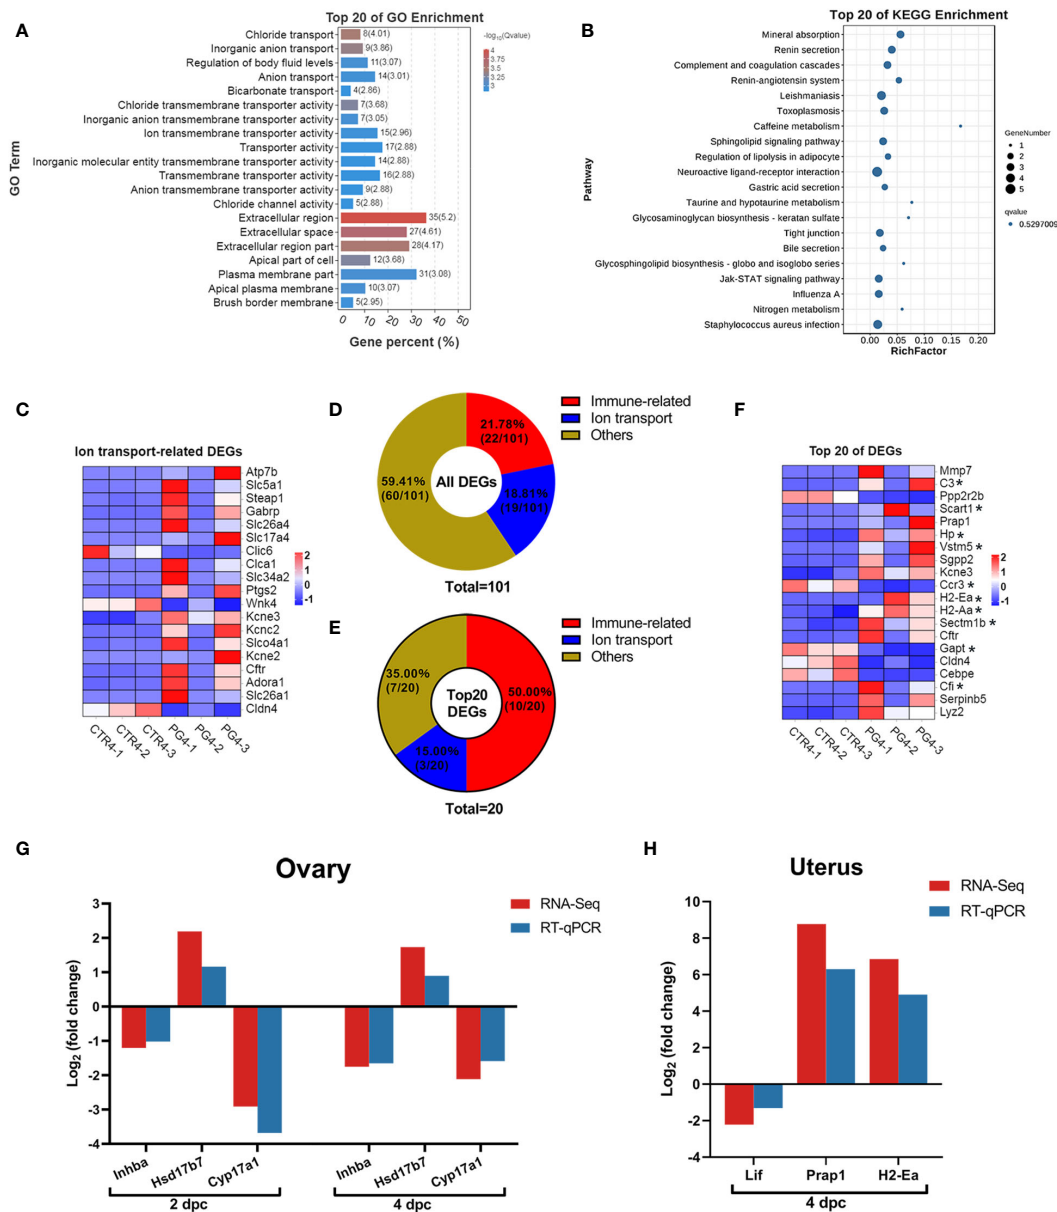 A
Top 20 of GO Enrichment
GO Term
Chloride transport
8(4.01)
Inorganic anion transport
9(3.86)
Regulation of body fluid levels
11(3.07)
Anion transport
14(3.01)
Bicarbonate transport
4(2.86)
Chloride transmembrane transporter activity
7(3.68)
Inorganic anion transmembrane transporter activity
7(3.05)
Ion transmembrane transporter activity
15(2.96)
Transporter activity
17(2.88)
Inorganic molecular entity transmembrane transporter activity
14(2.88)
Transmembrane transporter activity
16(2.88)
Anion transmembrane transporter activity
9(2.88)
Chloride channel activity
5(2.88)
Extracellular region
35(5.2)
Extracellular space
27(4.61)
Extracellular region part
28(4.17)
Apical part of cell
12(3.68)
Plasma membrane part
31(3.08)
Apical plasma membrane
10(3.07)
Brush border membrane
5(2.95)
0 10 20 30 40 50
Gene percent (%)
-log10(Qvalue)
4
3.75
3.5
3.25
3
B
Top 20 of KEGG Enrichment
Pathway
Mineral absorption
Renin secretion
Complement and coagulation cascades
Renin-angiotensin system
Leishmaniasis
Toxoplasmosis
Caffeine metabolism
Sphingolipid signaling pathway
Regulation of lipolysis in adipocyte
Neuroactive ligand-receptor interaction
Gastric acid secretion
Taurine and hypotaurine metabolism
Glycosaminoglycan biosynthesis - keratan sulfate
Tight junction
Bile secretion
Glycosphingolipid biosynthesis - globo and isoglobo series
Jak-STAT signaling pathway
Influenza A
Nitrogen metabolism
Staphylococcus aureus infection
0.00 0.05 0.10 0.15 0.20
RichFactor
GeneNumber
1
2
3
4
5
qvalue
0.5297009
C
Ion transport-related DEGs
Atp7b
Slc5a1
Steap1
Gabrp
Slc26a4
Slc17a4
Clic6
Clca1
Slc34a2
Ptgs2
Wnk4
Kcne3
Kcnc2
Slco4a1
Kcne2
Cftr
Adora1
Slc26a1
Cldn4
CTR4-1 CTR4-2 CTR4-3 PG4-1 PG4-2 PG4-3
2
1
0
-1
D
21.78%
(22/101)
18.81%
(19/101)
59.41%
(60/101)
All DEGs
Total=101
Immune-related
Ion transport
Others
E
Immune-related
Ion transport
Others
35.00%
(7/20)
50.00%
(10/20)
15.00%
(3/20)
Top20
DEGs
Total=20
F
Top 20 of DEGs
Mmp7
C3 *
Ppp2r2b
Scart1 *
Prap1
Hp *
Vstm5 *
Sgpp2
Kcne3
Ccr3 *
H2-Ea *
H2-Aa *
Sectm1b *
Cftr
Gapt *
Cldn4
Cebpe
Cfi *
Serpinb5
Lyz2
CTR4-1 CTR4-2 CTR4-3 PG4-1 PG4-2 PG4-3
2
1
0
-1
G
Ovary
RNA-Seq
RT-qPCR
Log2 (fold change)
3
2
1
0
-1
-2
-3
-4
Inhba Hsd17b7 Cyp17a1 Inhba Hsd17b7 Cyp17a1
2 dpc 4 dpc
H
Uterus
RNA-Seq
RT-qPCR
Log2 (fold change)
10
8
6
4
2
0
-2
-4
Lif Prap1 H2-Ea
4 dpc